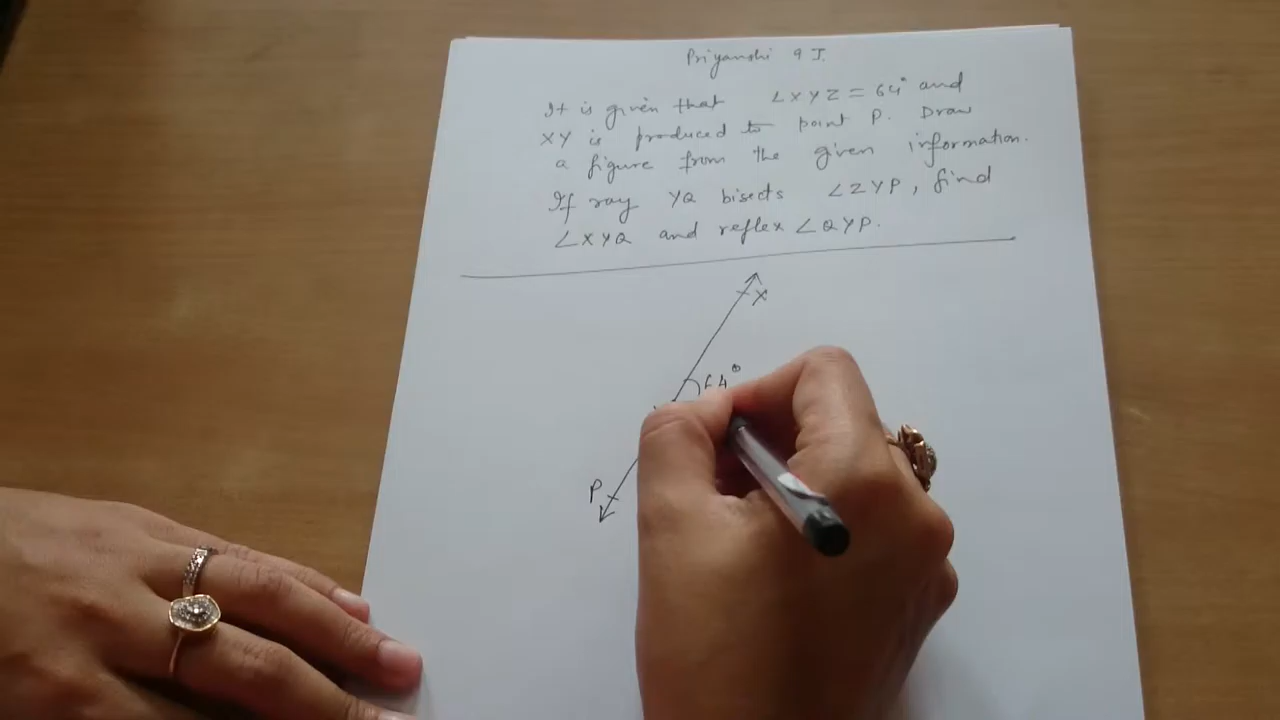 Priyanshi 9 I.
It is given that ∠XYZ = 64° and
XY is produced to point P. Draw
a figure from the given information.
If ray YQ bisects ∠ZYP, find
∠XYQ and reflex ∠QYP.
X
64°
P